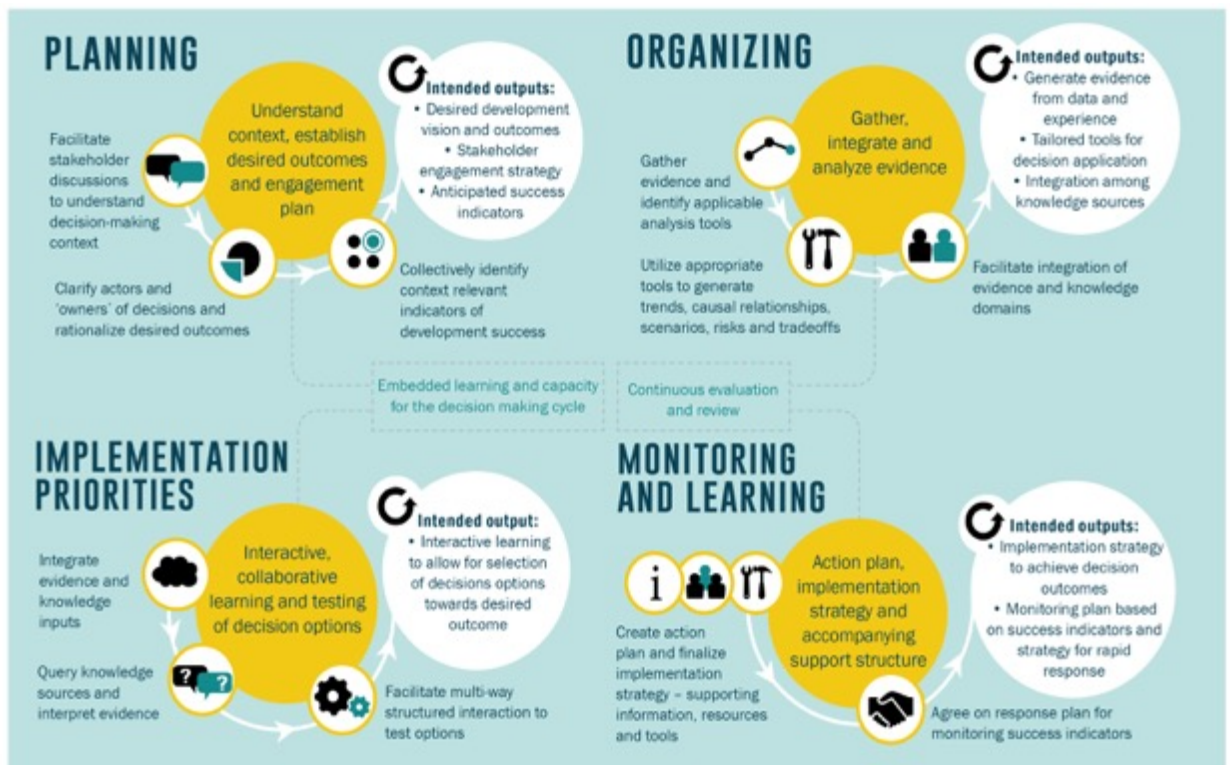 PLANNING
Facilitate
stakeholder
discussions
to understand
decision-making
context
Understand
context, establish
desired outcomes
and engagement
plan
Clarify actors and
'owners' of decisions and
rationalize desired outcomes
Collectively identify
context relevant
indicators of
development success
Intended outputs:
• Desired development
vision and outcomes
• Stakeholder
engagement strategy
• Anticipated success
indicators
ORGANIZING
Gather
evidence and
identify applicable
analysis tools
Gather,
integrate and
analyze evidence
Utilize appropriate
tools to generate
trends, causal relationships,
scenarios, risks and tradeoffs
Facilitate integration of
evidence and knowledge
domains
Intended outputs:
• Generate evidence
from data and
experience
• Tailored tools for
decision application
• Integration among
knowledge sources
Embedded learning and capacity
for the decision making cycle
Continuous evaluation
and review
IMPLEMENTATION
PRIORITIES
Integrate
evidence and
knowledge
inputs
Interactive,
collaborative
learning and testing
of decision options
Query knowledge
sources and
interpret evidence
? ?
Facilitate multi-way
structured interaction to
test options
Intended output:
• Interactive learning
to allow for selection
of decisions options
towards desired
outcome
MONITORING
AND LEARNING
i
Create action
plan and finalize
implementation
strategy – supporting
information, resources
and tools
Action plan,
implementation
strategy and
accompanying
support structure
Agree on response plan for
monitoring success indicators
Intended outputs:
• Implementation strategy
to achieve decision
outcomes
• Monitoring plan based
on success indicators and
strategy for rapid
response